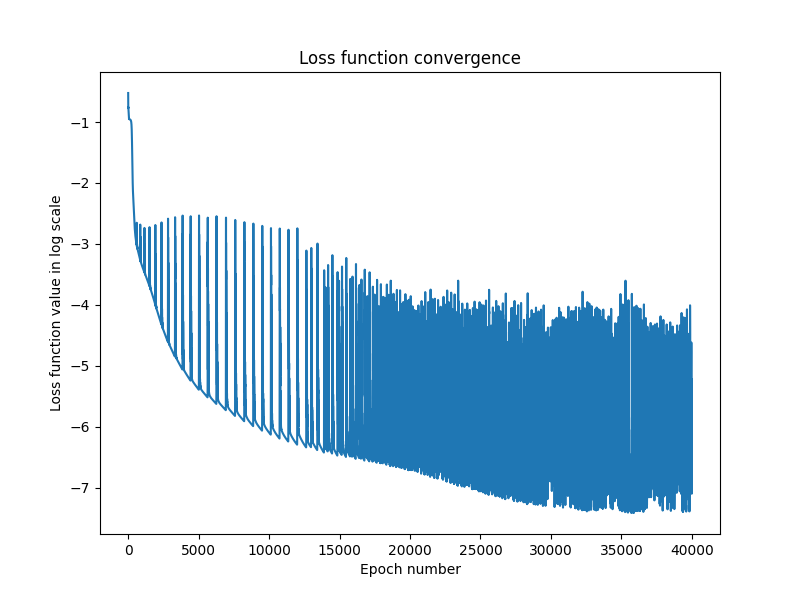 Loss function convergence
Loss function value in log scale
−1
−2
−3
−4
−5
−6
−7
0 5000 10000 15000 20000 25000 30000 35000 40000
Epoch number